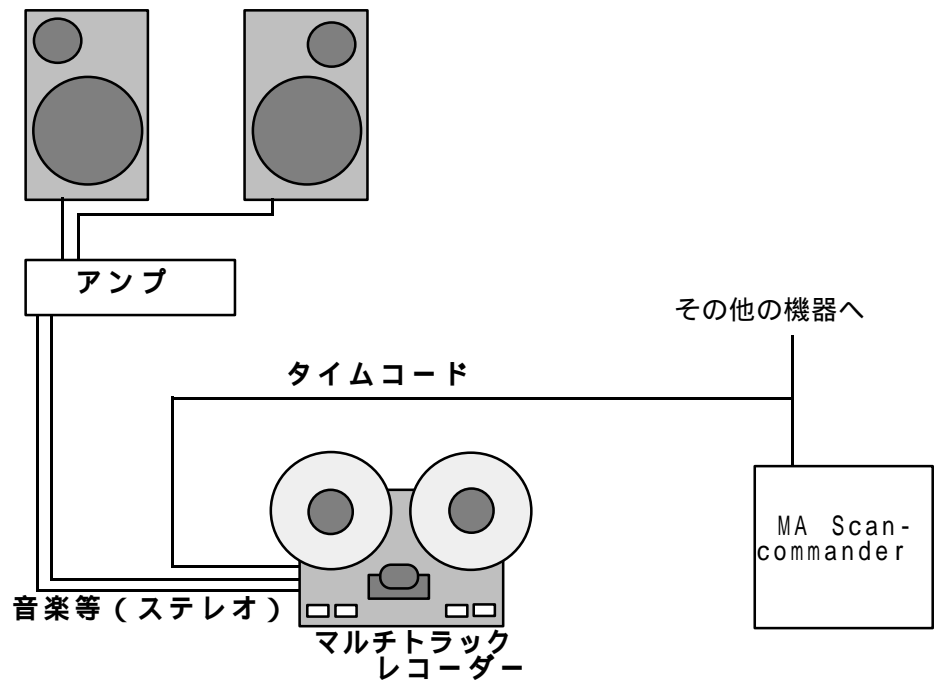 アンプ
その他の機器へ
タイムコード
MA Scan-
commander
音楽等(ステレオ)
マルチトラック
レコーダー